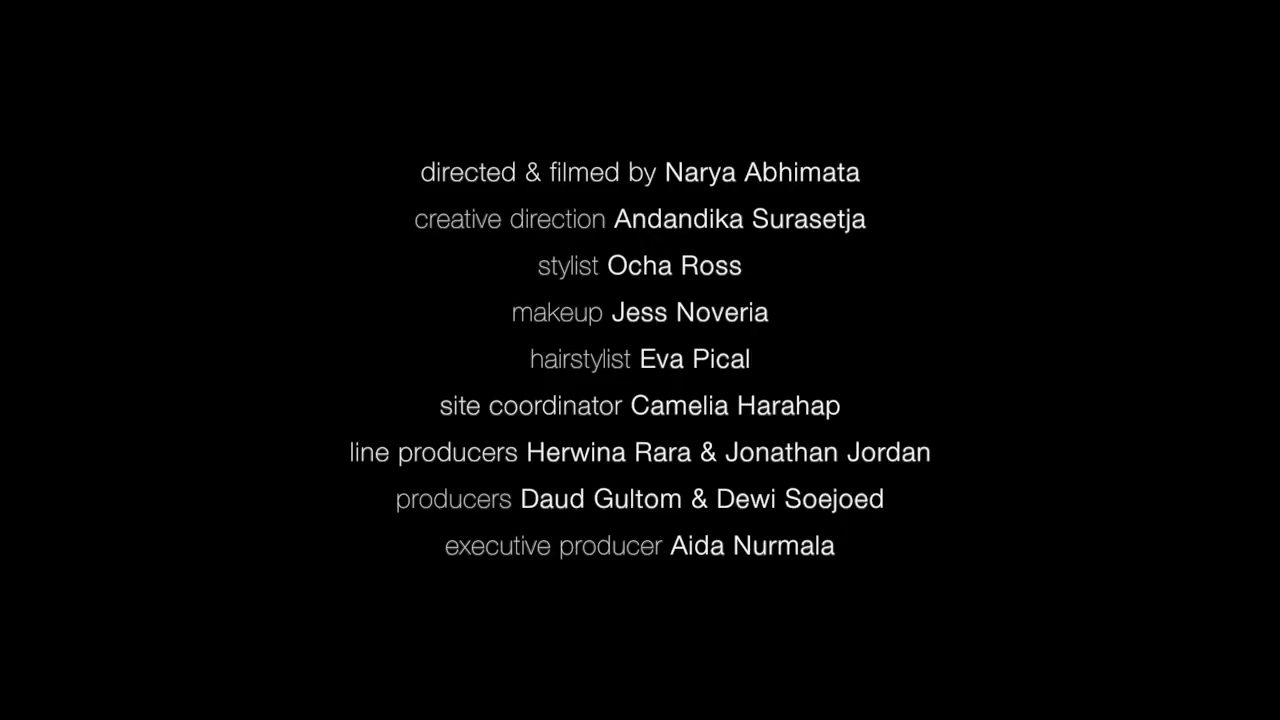 directed & filmed by Narya Abhimata
creative direction Andandika Surasetja
stylist Ocha Ross
makeup Jess Noveria
hairstylist Eva Pical
site coordinator Camelia Harahap
line producers Herwina Rara & Jonathan Jordan
producers Daud Gultom & Dewi Soejoed
executive producer Aida Nurmala